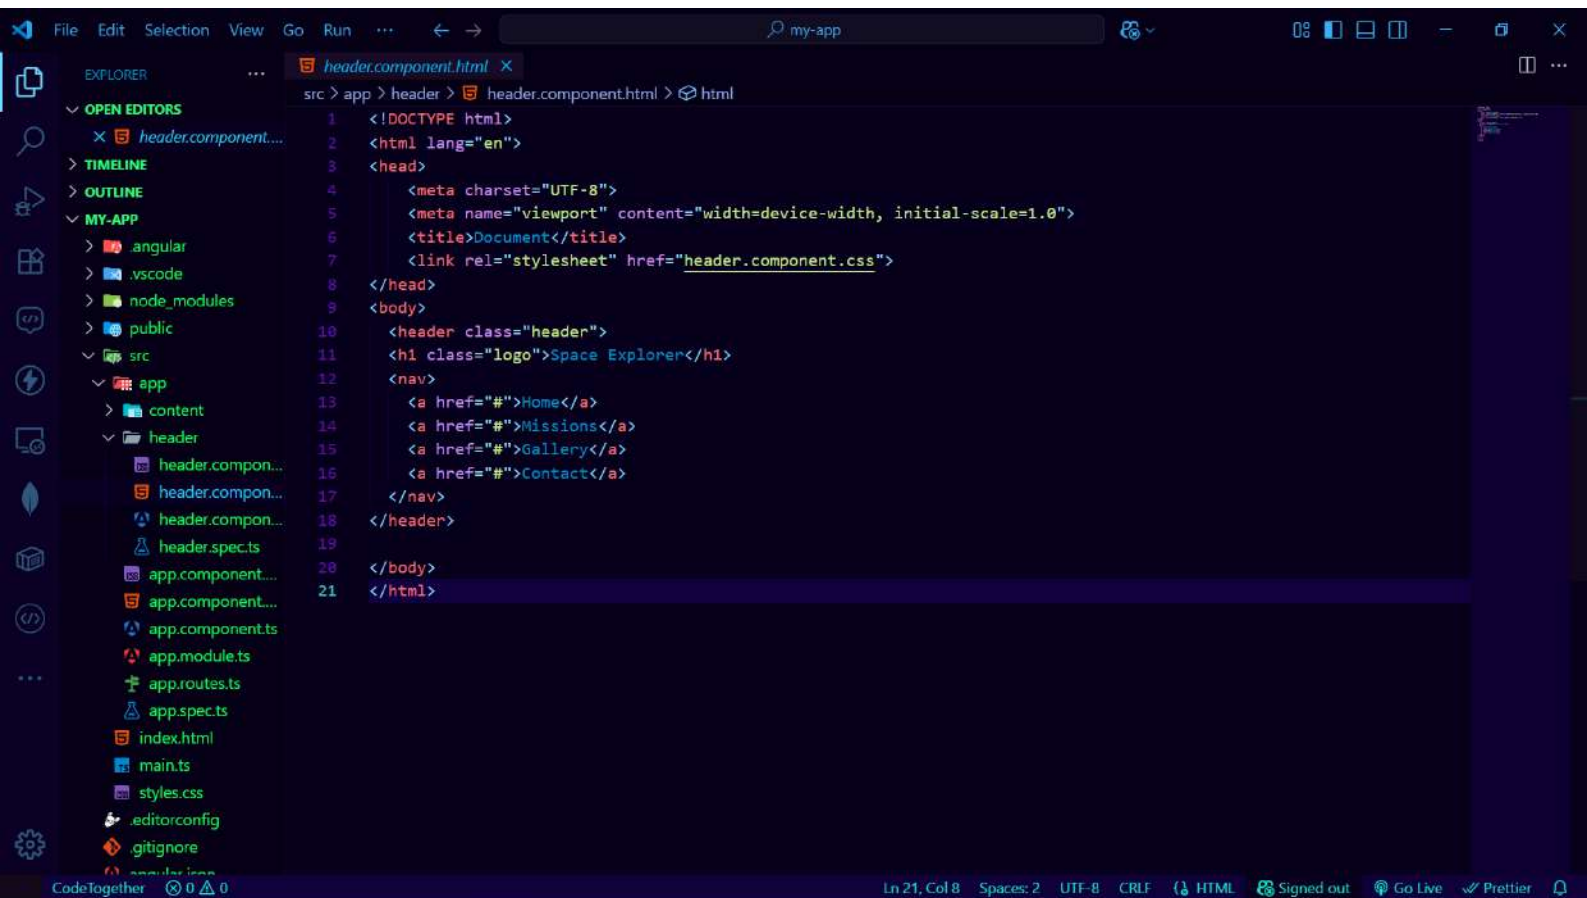 File Edit Selection View Go Run ··· my-app
EXPLORER ···
header.component.html
src > app > header > header.component.html > html
OPEN EDITORS
header.component....
TIMELINE
OUTLINE
MY-APP
.angular
.vscode
node_modules
public
src
app
content
header
header.compon...
header.compon...
header.compon...
header.spec.ts
app.component....
app.component....
app.component.ts
app.module.ts
app.routes.ts
app.spec.ts
index.html
main.ts
styles.css
.editorconfig
.gitignore
angular.json
1 <!DOCTYPE html>
2 <html lang="en">
3 <head>
4 <meta charset="UTF-8">
5 <meta name="viewport" content="width=device-width, initial-scale=1.0">
6 <title>Document</title>
7 <link rel="stylesheet" href="header.component.css">
8 </head>
9 <body>
10 <header class="header">
11 <h1 class="logo">Space Explorer</h1>
12 <nav>
13 <a href="#">Home</a>
14 <a href="#">Missions</a>
15 <a href="#">Gallery</a>
16 <a href="#">Contact</a>
17 </nav>
18 </header>
19
20 </body>
21 </html>
CodeTogether 0 0 Ln 21, Col 8 Spaces: 2 UTF-8 CRLF HTML Signed out Go Live Prettier